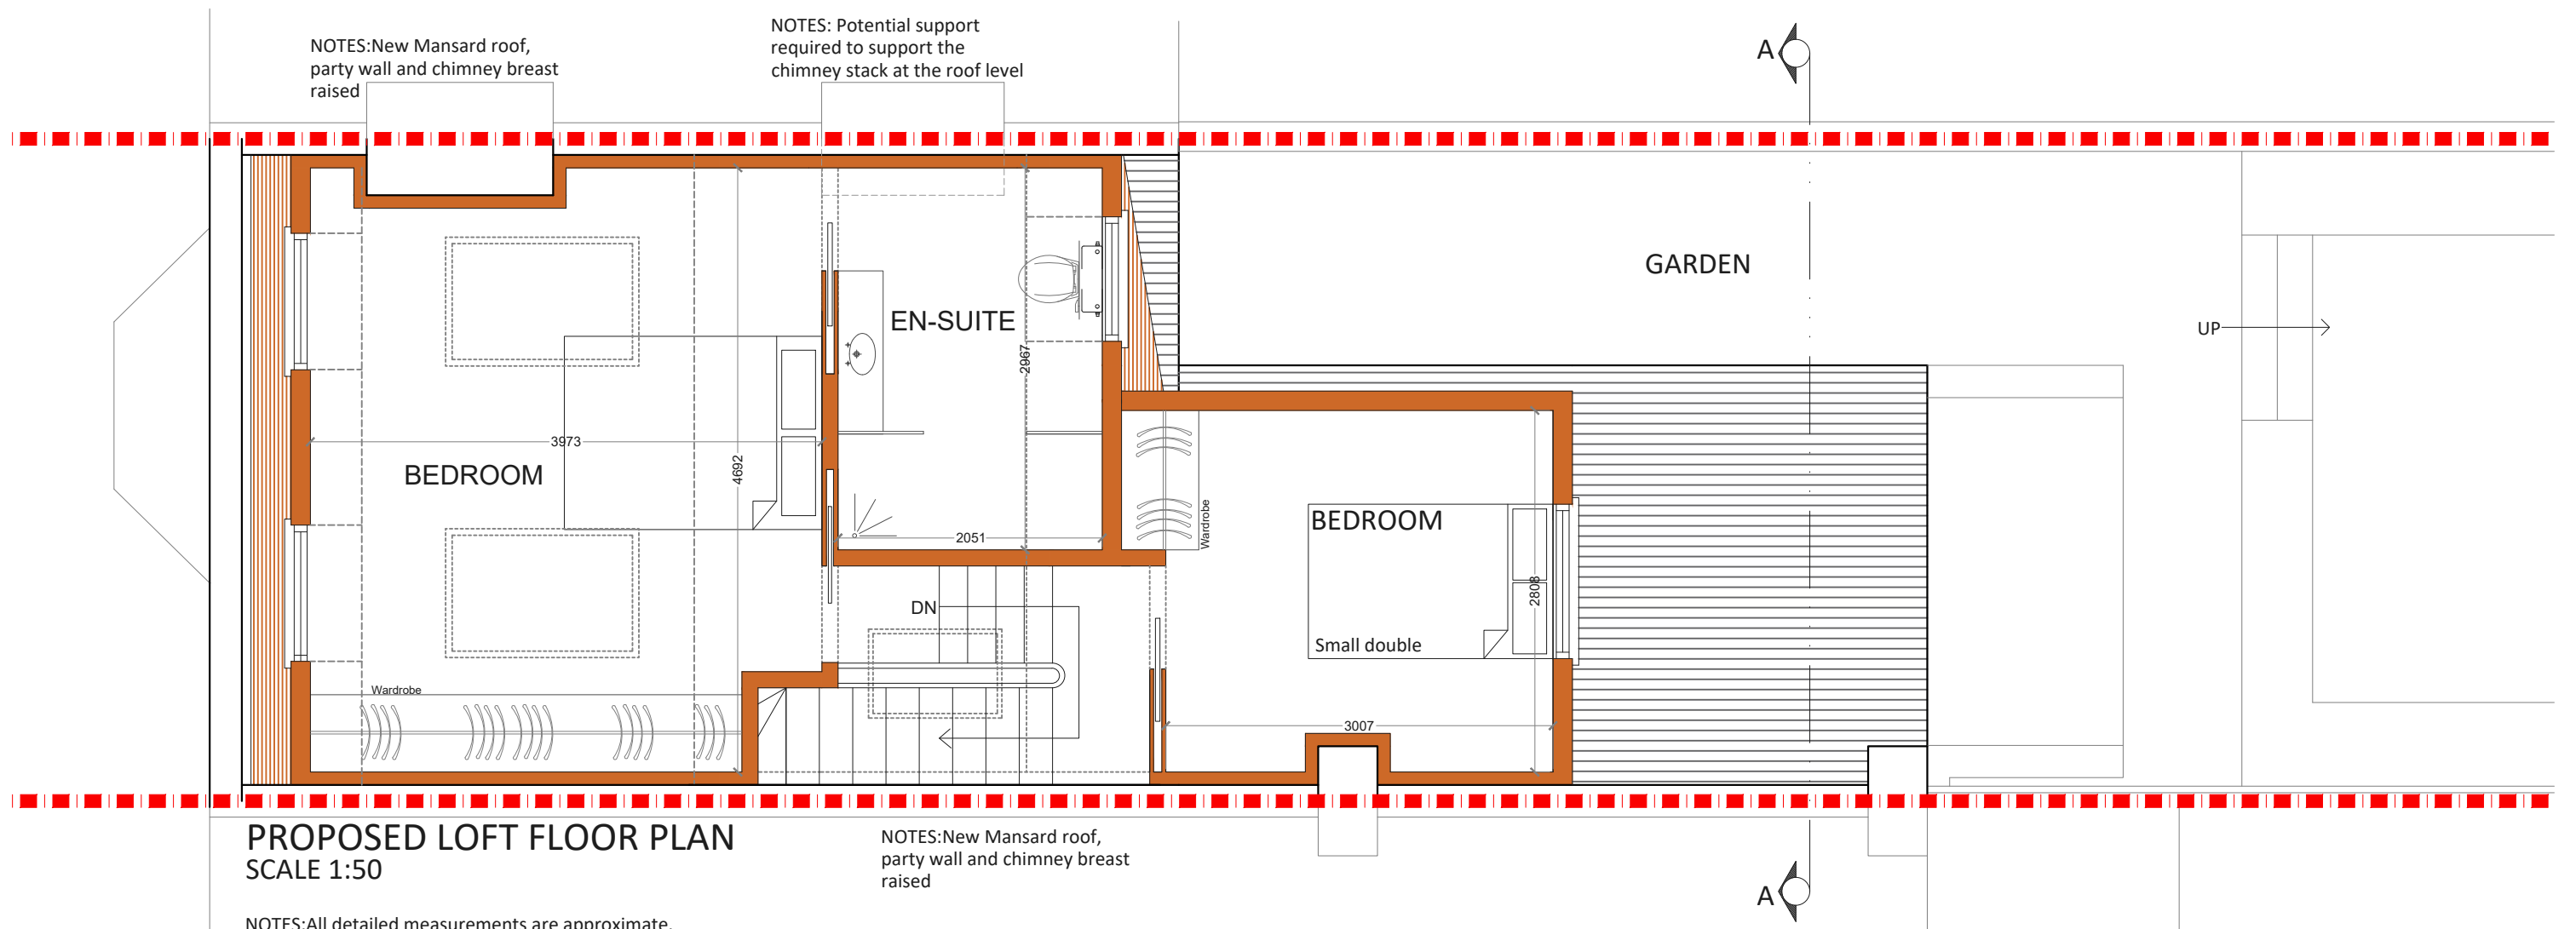 NOTES:New Mansard roof,
party wall and chimney breast
raised
NOTES: Potential support
required to support the
chimney stack at the roof level
A
GARDEN
UP
EN-SUITE
2967
3973
4692
BEDROOM
2051
Wardrobe
BEDROOM
Small double
2808
DN
Wardrobe
3007
PROPOSED LOFT FLOOR PLAN
SCALE 1:50
NOTES:New Mansard roof,
party wall and chimney breast
raised
A
NOTES:All detailed measurements are approximate.